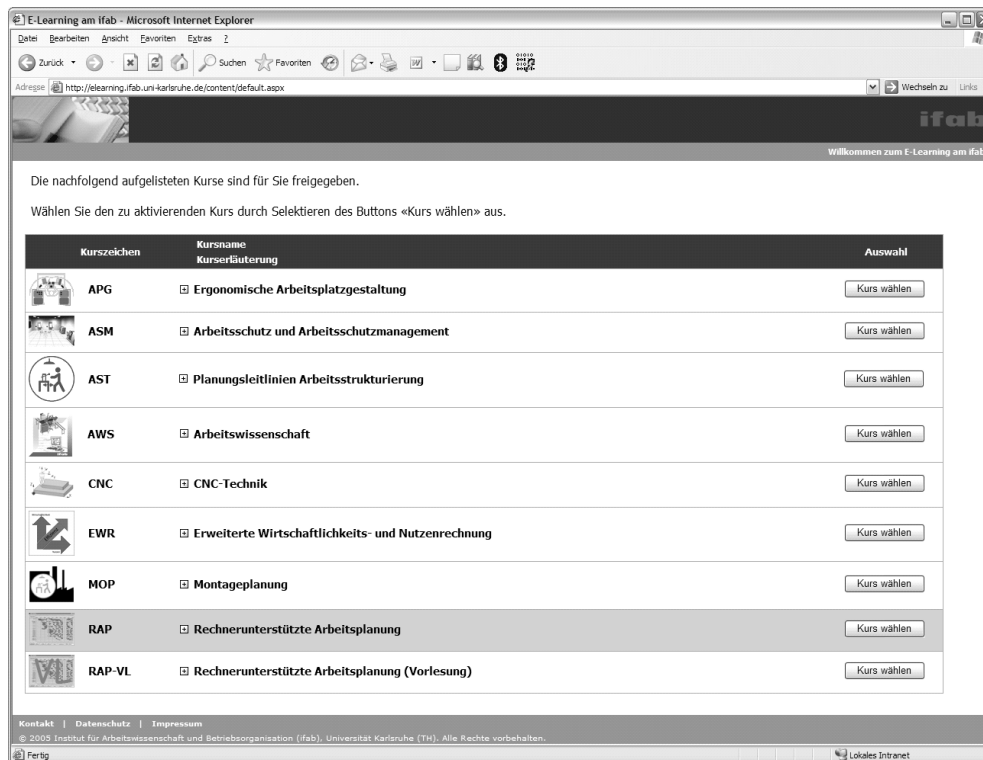 E-Learning am ifab - Microsoft Internet Explorer
Datei Bearbeiten Ansicht Favoriten Extras ?
Zurück Suchen Favoriten
Adresse http://elearning.ifab.uni-karlsruhe.de/content/default.aspx Wechseln zu Links
ifab
Willkommen zum E-Learning am ifab
Die nachfolgend aufgelisteten Kurse sind für Sie freigegeben.
Wählen Sie den zu aktivierenden Kurs durch Selektieren des Buttons «Kurs wählen» aus.
Kurszeichen Kursname Auswahl
Kurserläuterung
APG Ergonomische Arbeitsplatzgestaltung Kurs wählen
ASM Arbeitsschutz und Arbeitsschutzmanagement Kurs wählen
AST Planungsleitlinien Arbeitsstrukturierung Kurs wählen
AWS Arbeitswissenschaft Kurs wählen
CNC CNC-Technik Kurs wählen
EWR Erweiterte Wirtschaftlichkeits- und Nutzenrechnung Kurs wählen
MOP Montageplanung Kurs wählen
RAP Rechnerunterstützte Arbeitsplanung Kurs wählen
RAP-VL Rechnerunterstützte Arbeitsplanung (Vorlesung) Kurs wählen
Kontakt | Datenschutz | Impressum
© 2005 Institut für Arbeitswissenschaft und Betriebsorganisation (ifab), Universität Karlsruhe (TH). Alle Rechte vorbehalten.
Fertig Lokales Intranet